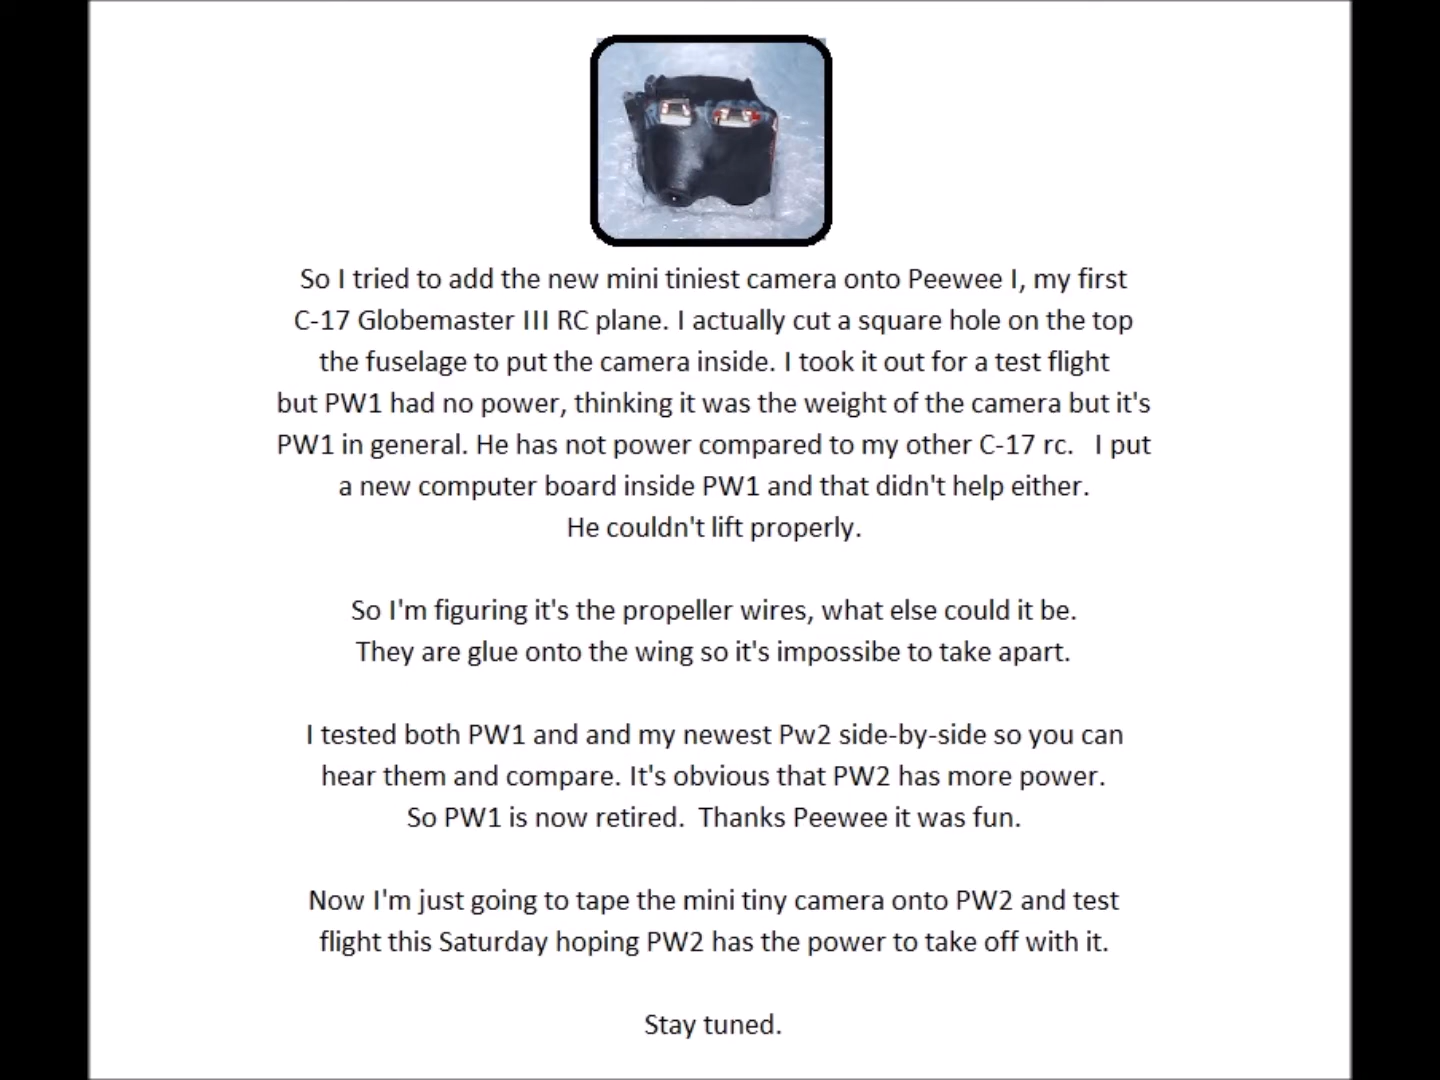 So I tried to add the new mini tiniest camera onto Peewee I, my first
C-17 Globemaster III RC plane. I actually cut a square hole on the top
the fuselage to put the camera inside. I took it out for a test flight
but PW1 had no power, thinking it was the weight of the camera but it's
PW1 in general. He has not power compared to my other C-17 rc.   I put
a new computer board inside PW1 and that didn't help either.
He couldn't lift properly.
So I'm figuring it's the propeller wires, what else could it be.
They are glue onto the wing so it's impossibe to take apart.
I tested both PW1 and and my newest Pw2 side-by-side so you can
hear them and compare. It's obvious that PW2 has more power.
So PW1 is now retired.  Thanks Peewee it was fun.
Now I'm just going to tape the mini tiny camera onto PW2 and test
flight this Saturday hoping PW2 has the power to take off with it.
Stay tuned.